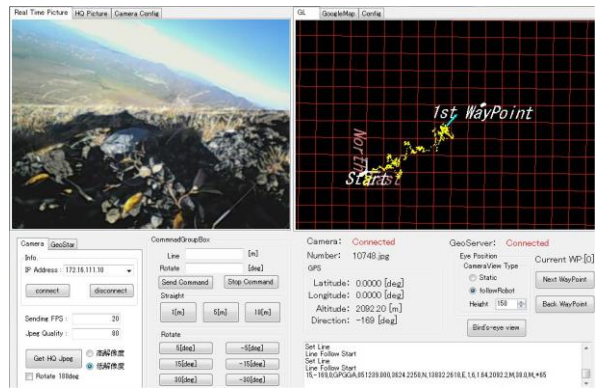 Real Time Picture HQ Picture Camera Config
GL GoogleMap Config
1st WayPoint
North
Start
East
Camera GeoStar
Info.
IP Address : 172.16.111.10
connect disconnect
Sending FPS : 20
Jpeg Quality : 80
Get HQ Jpeg
高解像度
低解像度
Rotate 180deg
CommandGroupBox
Line [m]
Rotate [deg]
Send Command Stop Command
Straight
1[m] 5[m] 10[m]
Rotate
5[deg] -5[deg]
15[deg] -15[deg]
30[deg] -30[deg]
Camera: Connected
Number: 10748.jpg
GPS
Latitude: 0.0000 [deg]
Longitude: 0.0000 [deg]
Altitude: 2092.20 [m]
Direction: -169 [deg]
GeoServer: Connected
Eye Position
CameraView Type
Static
followRobot
Height 150
Bird's-eye view
Current WP [0]
Next WayPoint
Back WayPoint
Set Line
Line Follow Start
Set Line
Line Follow Start